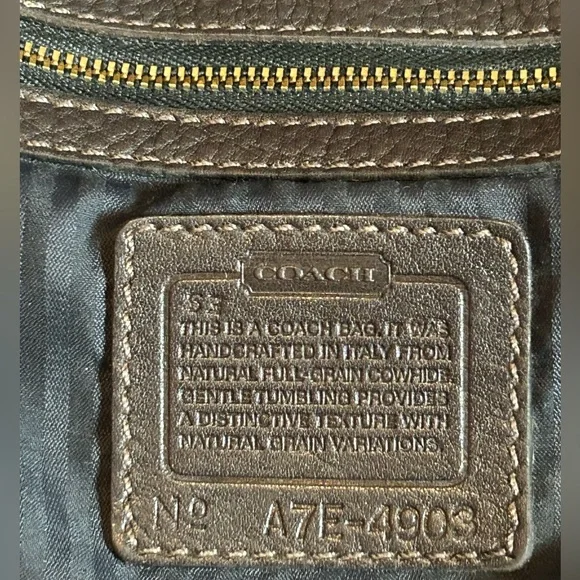 COACH
SE
THIS IS A COACH BAG. IT WAS
HANDCRAFTED IN ITALY FROM
NATURAL FULL-GRAIN COWHIDE.
GENTLE TUMBLING PROVIDES
A DISTINCTIVE TEXTURE WITH
NATURAL GRAIN VARIATIONS.
Nº A7E-4903